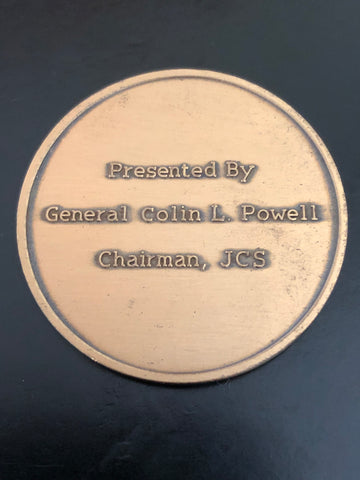 Presented By
General Colin L. Powell
Chairman, JCS